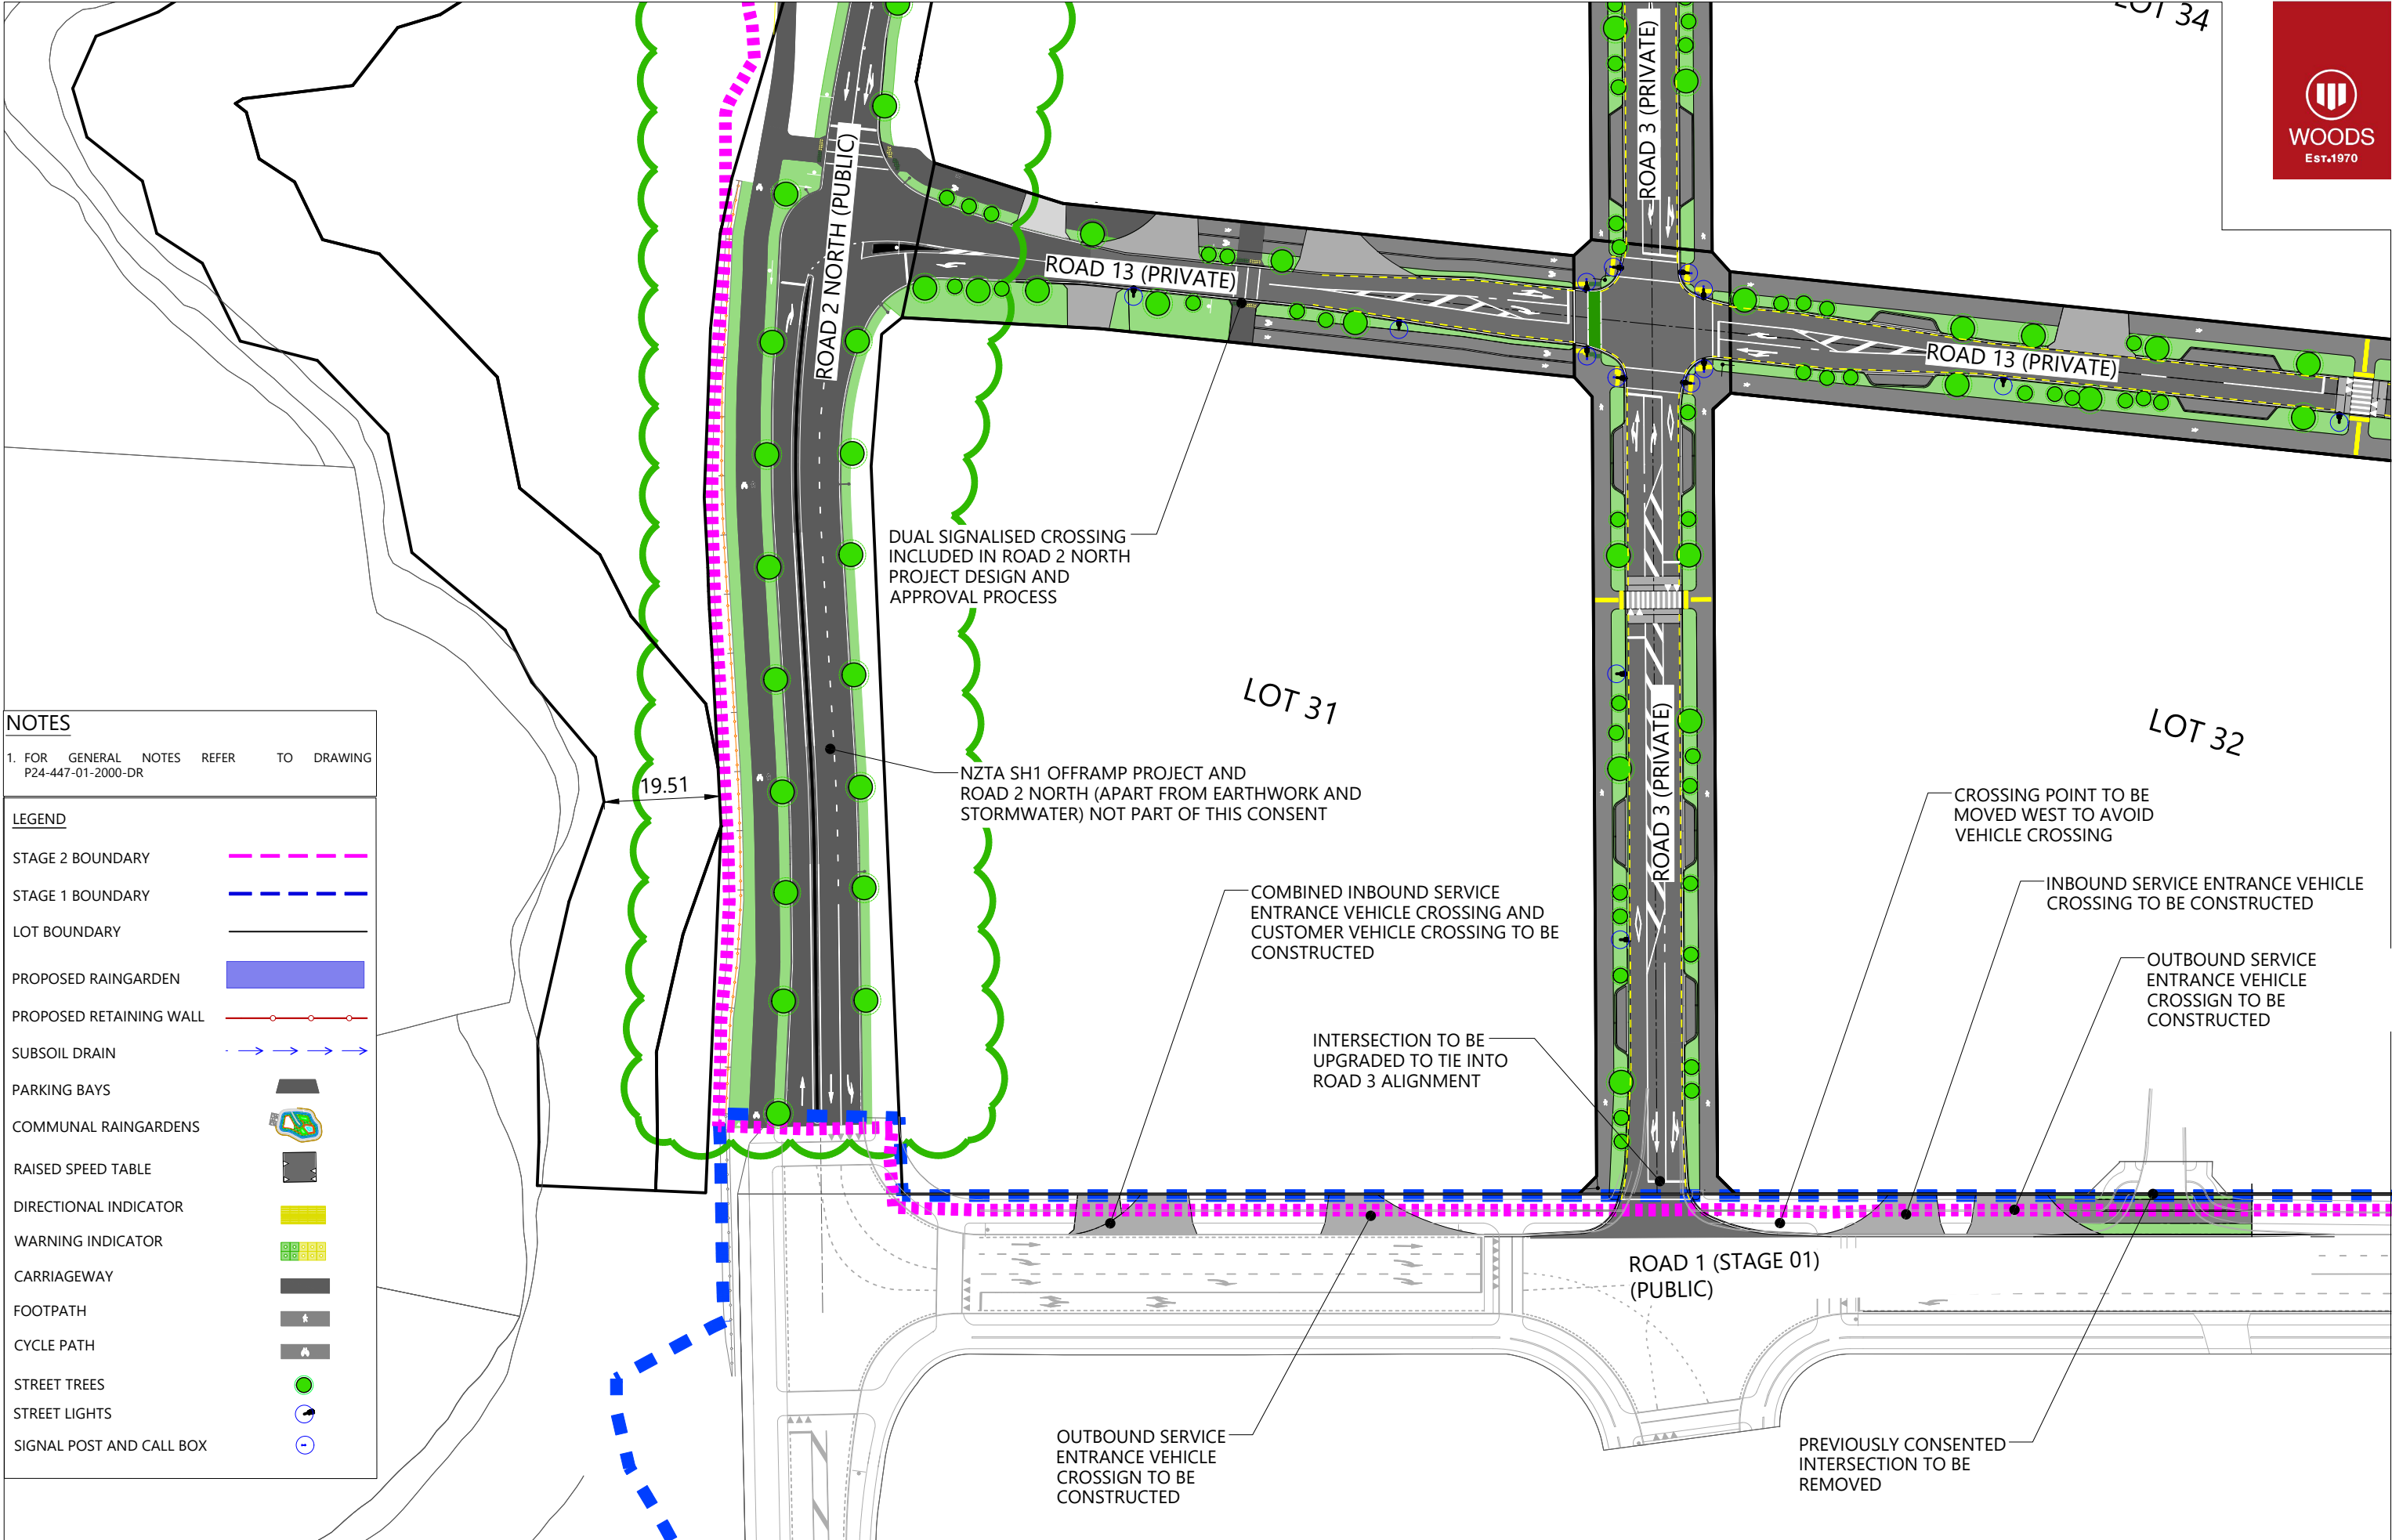 LOT 34
WOODS
EST.1970
ROAD 3 (PRIVATE)
ROAD 2 NORTH (PUBLIC)
ROAD 13 (PRIVATE)
ROAD 13 (PRIVATE)
DUAL SIGNALISED CROSSING
INCLUDED IN ROAD 2 NORTH
PROJECT DESIGN AND
APPROVAL PROCESS
LOT 31
LOT 32
ROAD 3 (PRIVATE)
19.51
NZTA SH1 OFFRAMP PROJECT AND
ROAD 2 NORTH (APART FROM EARTHWORK AND
STORMWATER) NOT PART OF THIS CONSENT
CROSSING POINT TO BE
MOVED WEST TO AVOID
VEHICLE CROSSING
COMBINED INBOUND SERVICE
ENTRANCE VEHICLE CROSSING AND
CUSTOMER VEHICLE CROSSING TO BE
CONSTRUCTED
INBOUND SERVICE ENTRANCE VEHICLE
CROSSING TO BE CONSTRUCTED
OUTBOUND SERVICE
ENTRANCE VEHICLE
CROSSIGN TO BE
CONSTRUCTED
INTERSECTION TO BE
UPGRADED TO TIE INTO
ROAD 3 ALIGNMENT
ROAD 1 (STAGE 01)
(PUBLIC)
OUTBOUND SERVICE
ENTRANCE VEHICLE
CROSSIGN TO BE
CONSTRUCTED
PREVIOUSLY CONSENTED
INTERSECTION TO BE
REMOVED
NOTES
1. FOR GENERAL NOTES REFER TO DRAWING
P24-447-01-2000-DR
LEGEND
STAGE 2 BOUNDARY
STAGE 1 BOUNDARY
LOT BOUNDARY
PROPOSED RAINGARDEN
PROPOSED RETAINING WALL
SUBSOIL DRAIN
PARKING BAYS
COMMUNAL RAINGARDENS
RAISED SPEED TABLE
DIRECTIONAL INDICATOR
WARNING INDICATOR
CARRIAGEWAY
FOOTPATH
CYCLE PATH
STREET TREES
STREET LIGHTS
SIGNAL POST AND CALL BOX